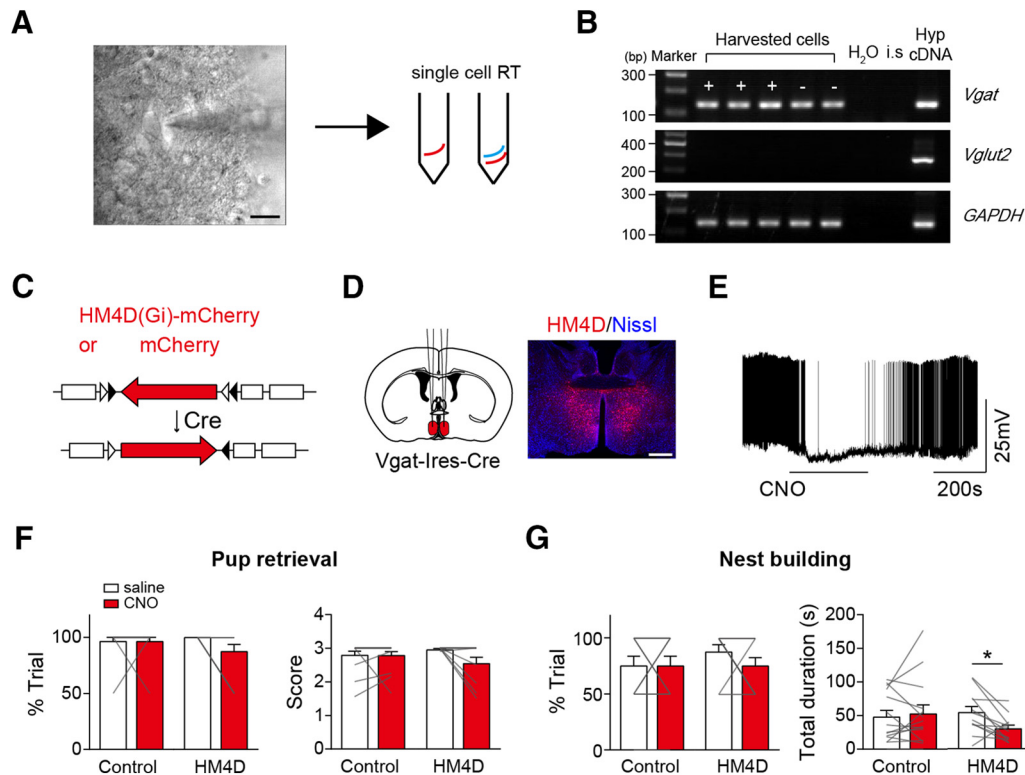 A
single cell RT
B
Harvested cells
H2O i.s Hyp cDNA
(bp) Marker
300
100
+ + + - -
Vgat
400
200
Vglut2
300
100
GAPDH
C
HM4D(Gi)-mCherry
or mCherry
Cre
D
HM4D/Nissl
Vgat-Ires-Cre
E
25mV
CNO
200s
F
Pup retrieval
saline
CNO
% Trial
100
50
0
Control HM4D
Score
4
3
2
1
0
Control HM4D
G
Nest building
% Trial
100
50
0
Control HM4D
Total duration (s)
200
150
100
50
0
*
Control HM4D